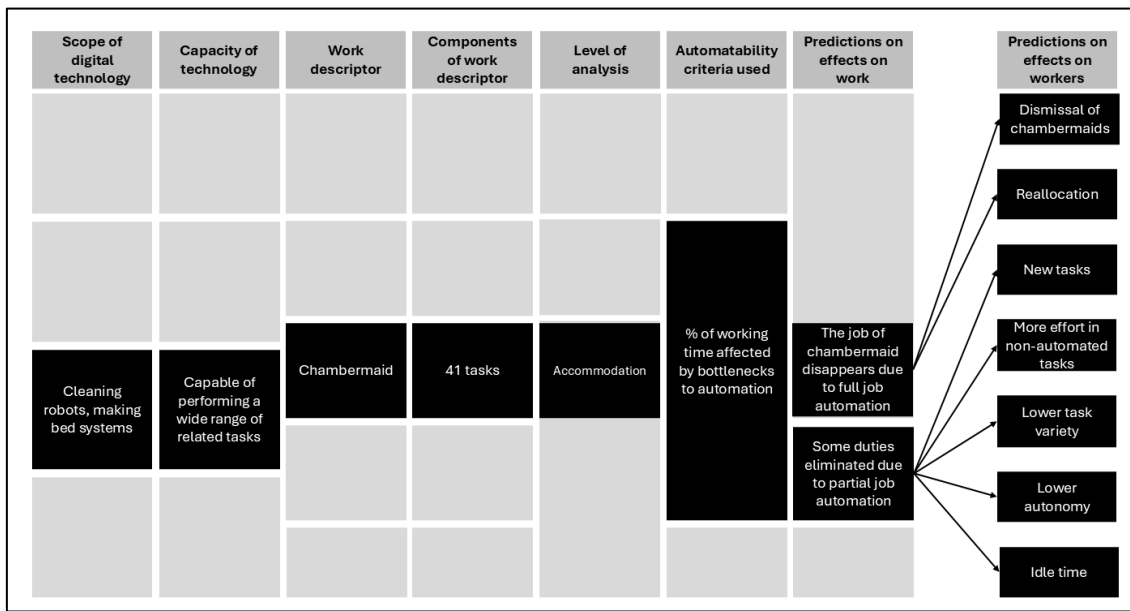 Scope of
digital
technology
Capacity of
technology
Work
descriptor
Components
of work
descriptor
Level of
analysis
Automatability
criteria used
Predictions on
effects on
work
Predictions on
effects on
workers
Cleaning
robots, making
bed systems
Capable of
performing a
wide range of
related tasks
Chambermaid
41 tasks
Accommodation
% of working
time affected
by bottlenecks
to automation
The job of
chambermaid
disappears due to
full job
automation
Some duties
eliminated due
to partial job
automation
Dismissal of
chambermaids
Reallocation
New tasks
More effort in
non-automated
tasks
Lower task
variety
Lower
autonomy
Idle time